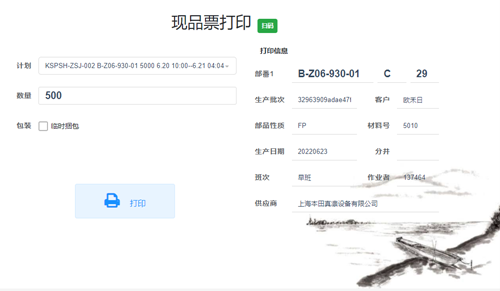 现品票打印 扫码
打印信息
计划 KSPSH-ZSJ-002 B-Z06-930-01 5000 6.20 10:00--6.21 04:04
部番1 B-Z06-930-01 C 29
数量 500
生产批次 32963909adae47f 客户 欧米日
包装 临时捆包
部品性质 FP 材料号 5010
生产日期 20220623 分并
班次 早班 作业者 137464
打印
供应商 上海丰田真漂设备有限公司